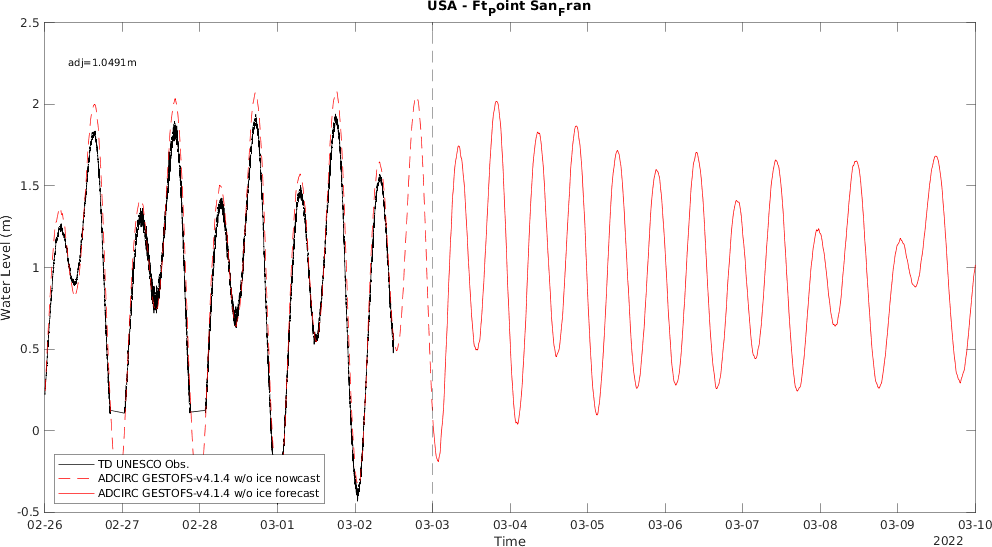 USA - Ft_Point San_Fran
2.5
adj=1.0491m
2
1.5
1
0.5
0
-0.5
Water Level (m)
TD UNESCO Obs.
ADCIRC GESTOFS-v4.1.4 w/o ice nowcast
ADCIRC GESTOFS-v4.1.4 w/o ice forecast
02-26 02-27 02-28 03-01 03-02 03-03 03-04 03-05 03-06 03-07 03-08 03-09 03-10
Time
2022